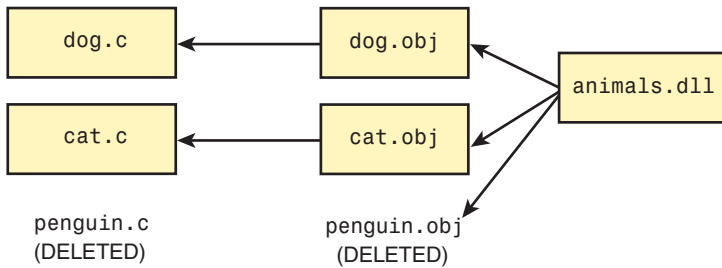 dog.c
dog.obj
animals.dll
cat.c
cat.obj
penguin.c
(DELETED)
penguin.obj
(DELETED)